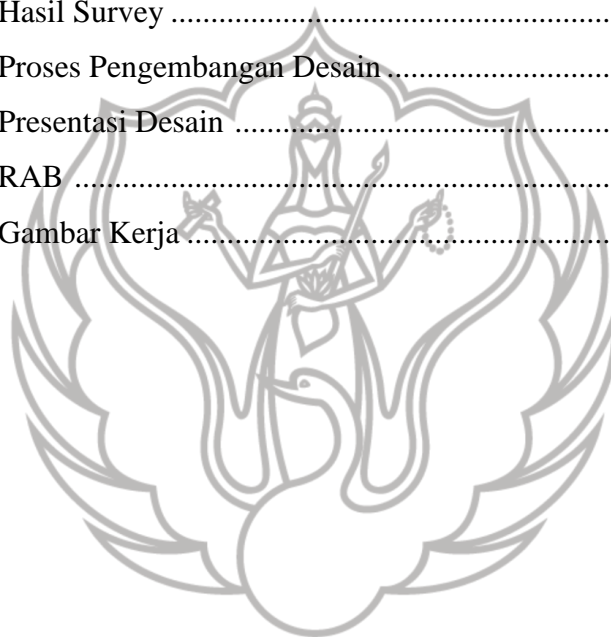 Hasil Survey ............................................................
Proses Pengembangan Desain ...............................
Presentasi Desain ....................................................
RAB .........................................................................
Gambar Kerja ..........................................................